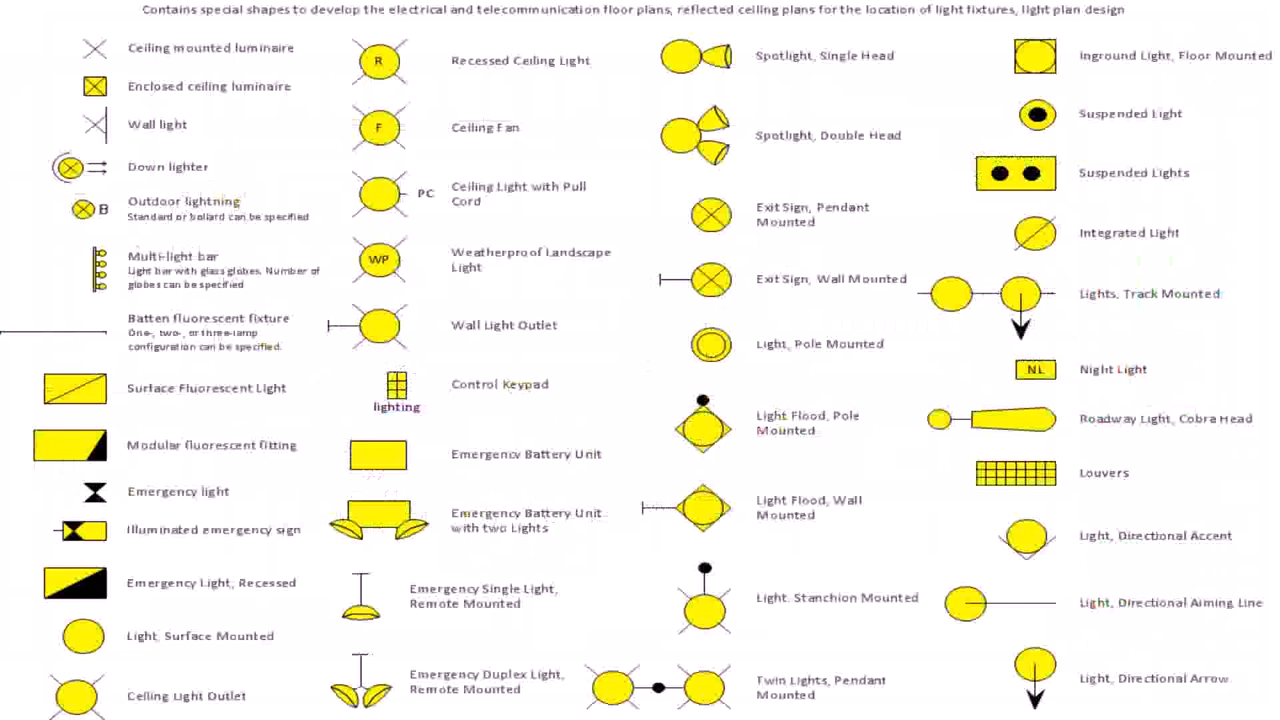 Contains special shapes to develop the electrical and telecommunication floor plans, reflected ceiling plans for the location of light fixtures, light plan design
Ceiling mounted luminaire
Enclosed ceiling luminaire
Wall light
Down lighter
B
Outdoor lightning
Standard or bollard can be specified
Multi-light bar
Light bar with glass globes. Number of
globes can be specified
Batten fluorescent fixture
One-, two-, or three-lamp
configuration can be specified.
Surface Fluorescent Light
Modular fluorescent fitting
Emergency light
Illuminated emergency sign
Emergency Light, Recessed
Light, Surface Mounted
Ceiling Light Outlet
R
Recessed Ceiling Light
F
Ceiling Fan
PC
Ceiling Light with Pull
Cord
WP
Weatherproof Landscape
Light
Wall Light Outlet
Control Keypad
lighting
Emergency Battery Unit
Emergency Battery Unit
with two Lights
Emergency Single Light,
Remote Mounted
Emergency Duplex Light,
Remote Mounted
Spotlight, Single Head
Spotlight, Double Head
Exit Sign, Pendant
Mounted
Exit Sign, Wall Mounted
Light, Pole Mounted
Light Flood, Pole
Mounted
Light Flood, Wall
Mounted
Light. Stanchion Mounted
Twin Lights, Pendant
Mounted
Inground Light, Floor Mounted
Suspended Light
Suspended Lights
Integrated Light
Lights, Track Mounted
NL
Night Light
Roadway Light, Cobra Head
Louvers
Light, Directional Accent
Light, Directional Aiming Line
Light, Directional Arrow